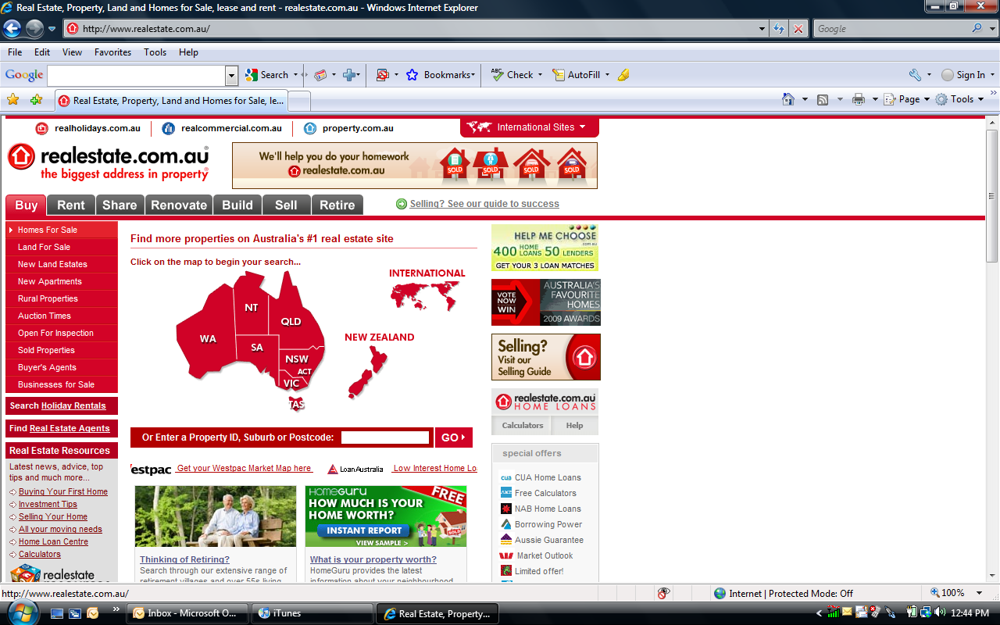 Real Estate, Property, Land and Homes for Sale, lease and rent - realestate.com.au - Windows Internet Explorer
http://www.realestate.com.au/
Google
File Edit View Favorites Tools Help
Google Search Bookmarks ABC Check AutoFill Sign In
Real Estate, Property, Land and Homes for Sale, le...
Page Tools
realholidays.com.au realcommercial.com.au property.com.au International Sites
realestate.com.au
the biggest address in property
We'll help you do your homework
realestate.com.au
SOLD SOLD SOLD SOLD
Buy Rent Share Renovate Build Sell Retire
Selling? See our guide to success
Homes For Sale
Land For Sale
New Land Estates
New Apartments
Rural Properties
Auction Times
Open For Inspection
Sold Properties
Buyer's Agents
Businesses for Sale
Search Holiday Rentals
Find Real Estate Agents
Real Estate Resources
Latest news, advice, top
tips and much more...
Buying Your First Home
Investment Tips
Selling Your Home
All your moving needs
Home Loan Centre
Calculators
realestate
Find more properties on Australia's #1 real estate site
Click on the map to begin your search...
INTERNATIONAL
NT
QLD
WA
SA
NEW ZEALAND
NSW
ACT
VIC
TAS
Or Enter a Property ID, Suburb or Postcode: GO
estpac Get your Westpac Market Map here LoanAustralia Low Interest Home Lo
Thinking of Retiring?
Search through our extensive range of
retirement villages and over 55s living
HOMEGURU FREE
HOW MUCH IS YOUR
HOME WORTH?
INSTANT REPORT
VIEW SAMPLE >
SOLD
What is your property worth?
HomeGuru provides the latest
information about your neighbourhood
HELP ME CHOOSE
.com.au
400 HOME LOANS 50 LENDERS
GET YOUR 3 LOAN MATCHES
VOTE NOW WIN
AUSTRALIA'S
FAVOURITE
HOMES
2009 AWARDS
Selling?
Visit our
Selling Guide
realestate.com.au
HOME LOANS
Calculators Help
special offers
cua CUA Home Loans
Free Calculators
NAB Home Loans
Borrowing Power
Aussie Guarantee
Market Outlook
Limited offer!
http://www.realestate.com.au/
Internet | Protected Mode: Off
100%
Inbox - Microsoft O...
iTunes
Real Estate, Property...
12:44 PM